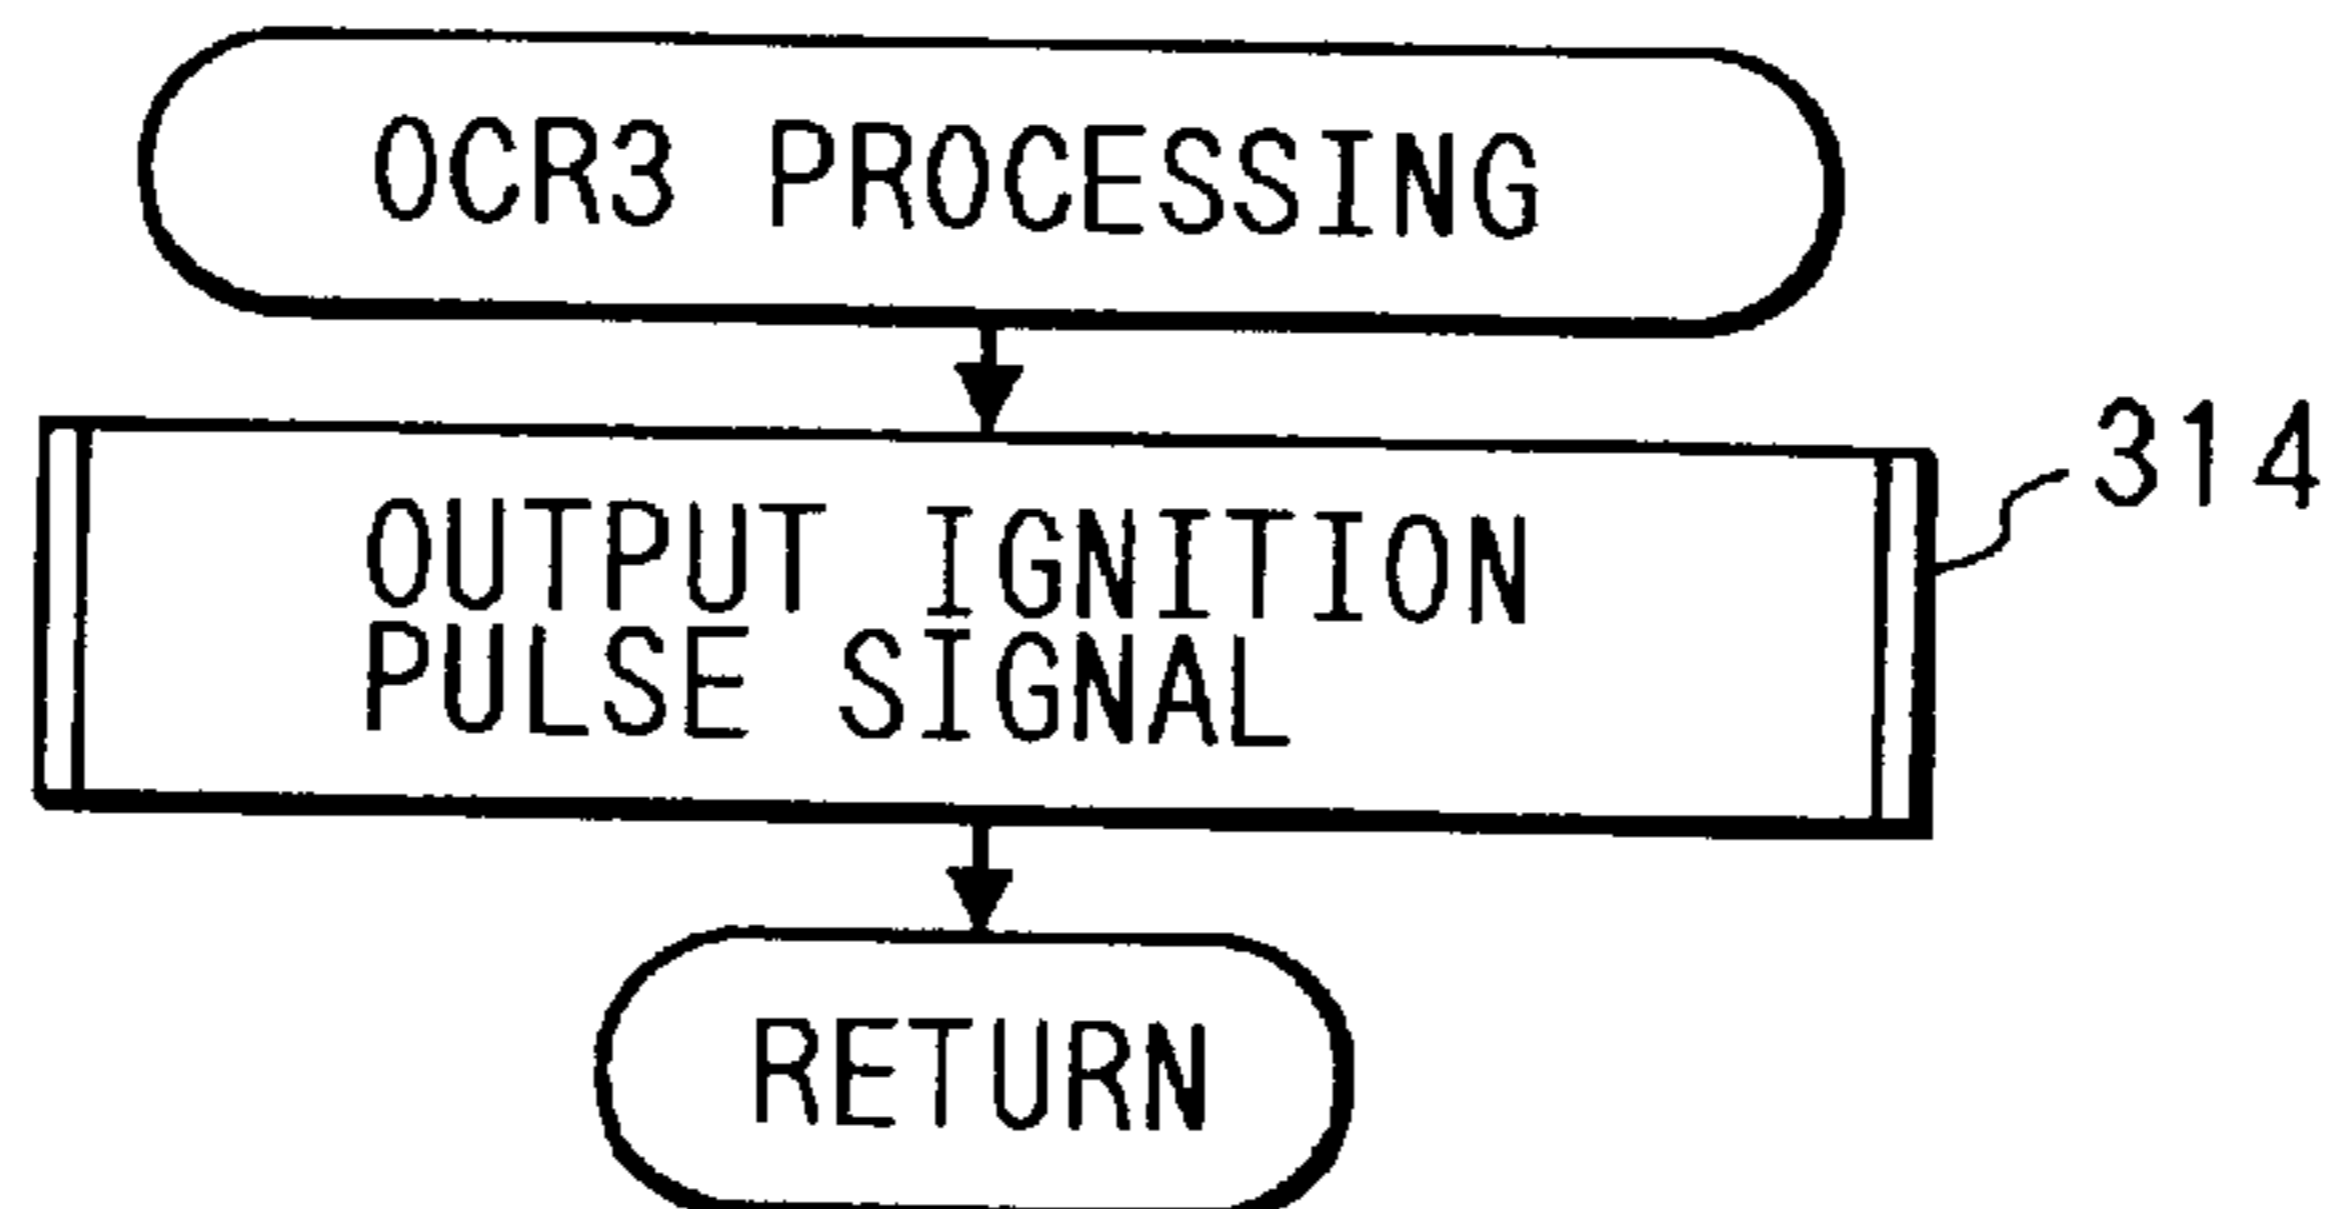 OCR3 PROCESSING
314
OUTPUT IGNITION
PULSE SIGNAL
RETURN